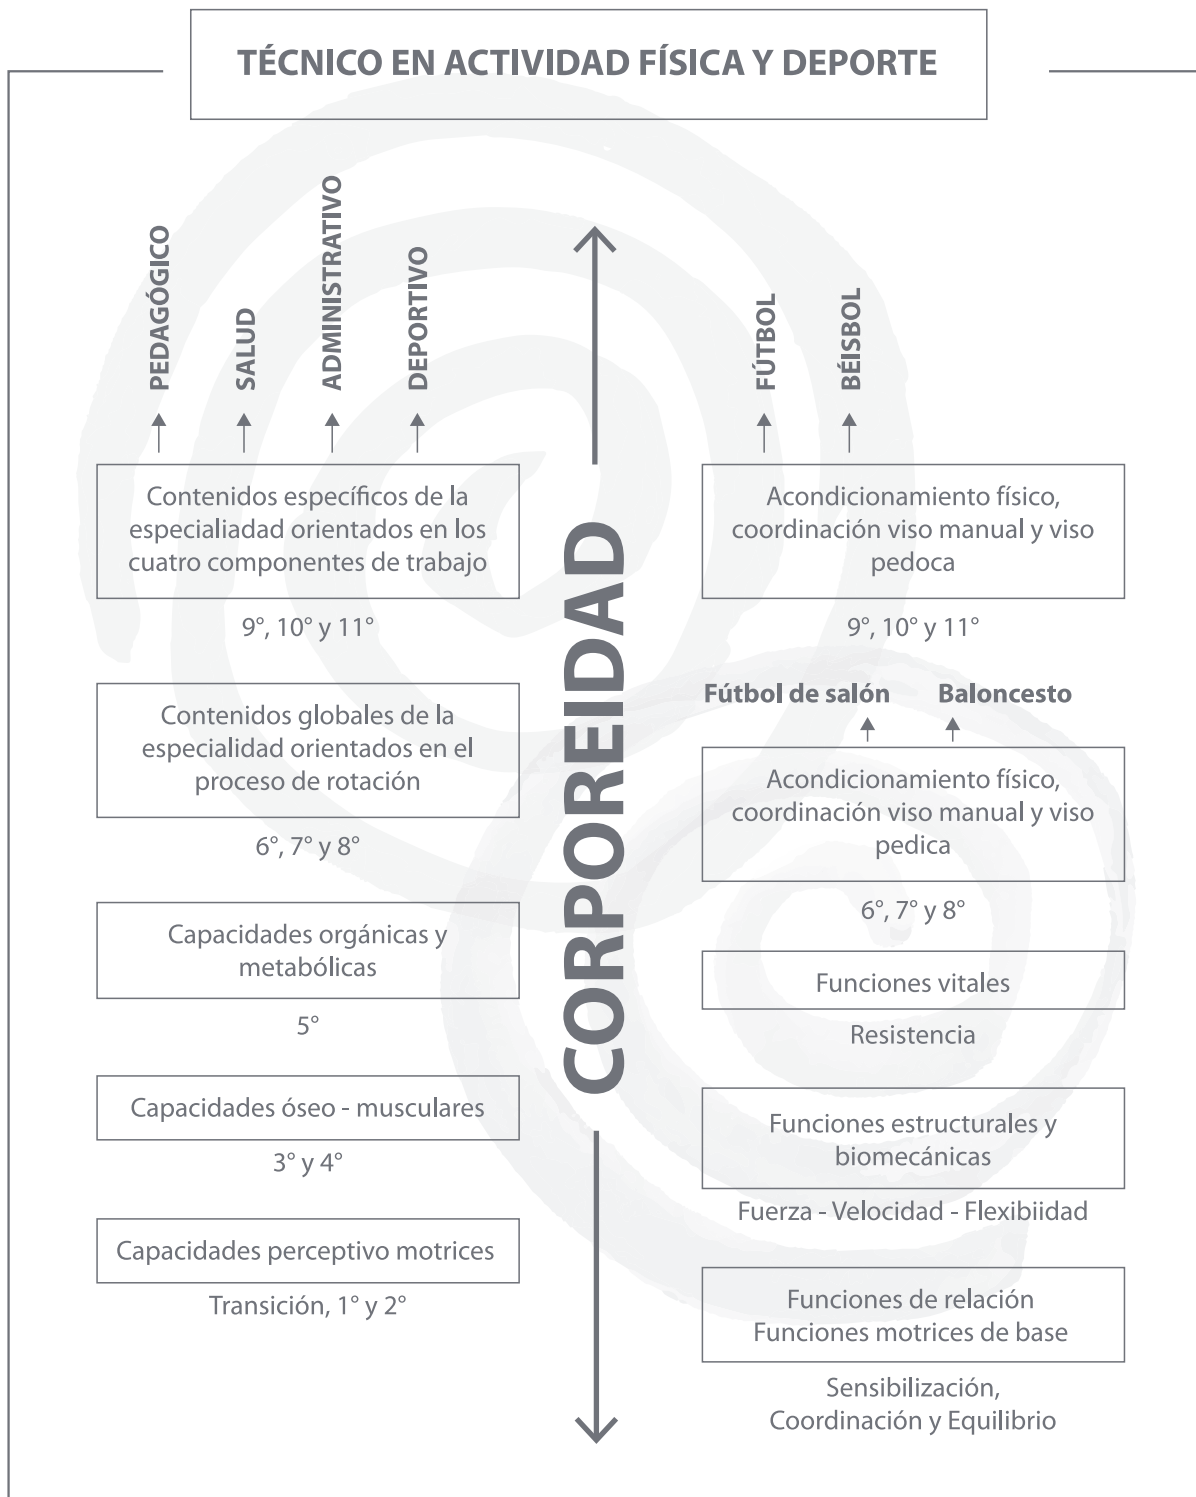 TÉCNICO EN ACTIVIDAD FÍSICA Y DEPORTE
PEDAGÓGICO
SALUD
ADMINISTRATIVO
DEPORTIVO
Contenidos específicos de la
especialiadad orientados en los
cuatro componentes de trabajo
9°, 10° y 11°
Contenidos globales de la
especialidad orientados en el
proceso de rotación
6°, 7° y 8°
Capacidades orgánicas y
metabólicas
5°
Capacidades óseo - musculares
3° y 4°
Capacidades perceptivo motrices
Transición, 1° y 2°
CORPOREIDAD
FÚTBOL
BÉISBOL
Acondicionamiento físico,
coordinación viso manual y viso
pedoca
9°, 10° y 11°
Fútbol de salón
Baloncesto
Acondicionamiento físico,
coordinación viso manual y viso
pedica
6°, 7° y 8°
Funciones vitales
Resistencia
Funciones estructurales y
biomecánicas
Fuerza - Velocidad - Flexibiidad
Funciones de relación
Funciones motrices de base
Sensibilización,
Coordinación y Equilibrio